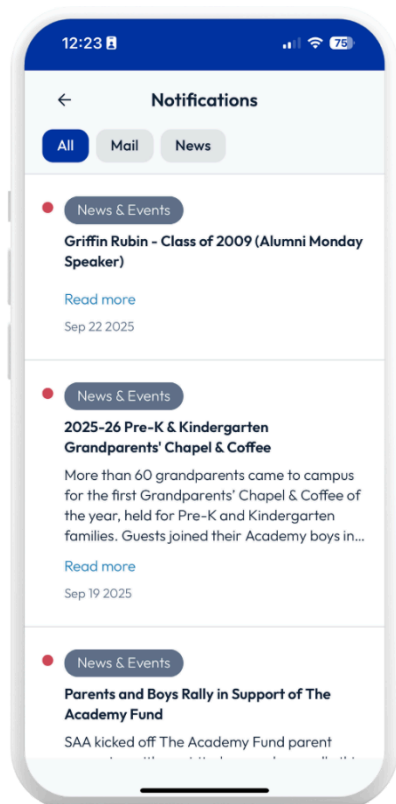 12:23
75
Notifications
All
Mail
News
News & Events
Griffin Rubin - Class of 2009 (Alumni Monday
Speaker)
Read more
Sep 22 2025
News & Events
2025-26 Pre-K & Kindergarten
Grandparents' Chapel & Coffee
More than 60 grandparents came to campus
for the first Grandparents' Chapel & Coffee of
the year, held for Pre-K and Kindergarten
families. Guests joined their Academy boys in...
Read more
Sep 19 2025
News & Events
Parents and Boys Rally in Support of The
Academy Fund
SAA kicked off The Academy Fund parent